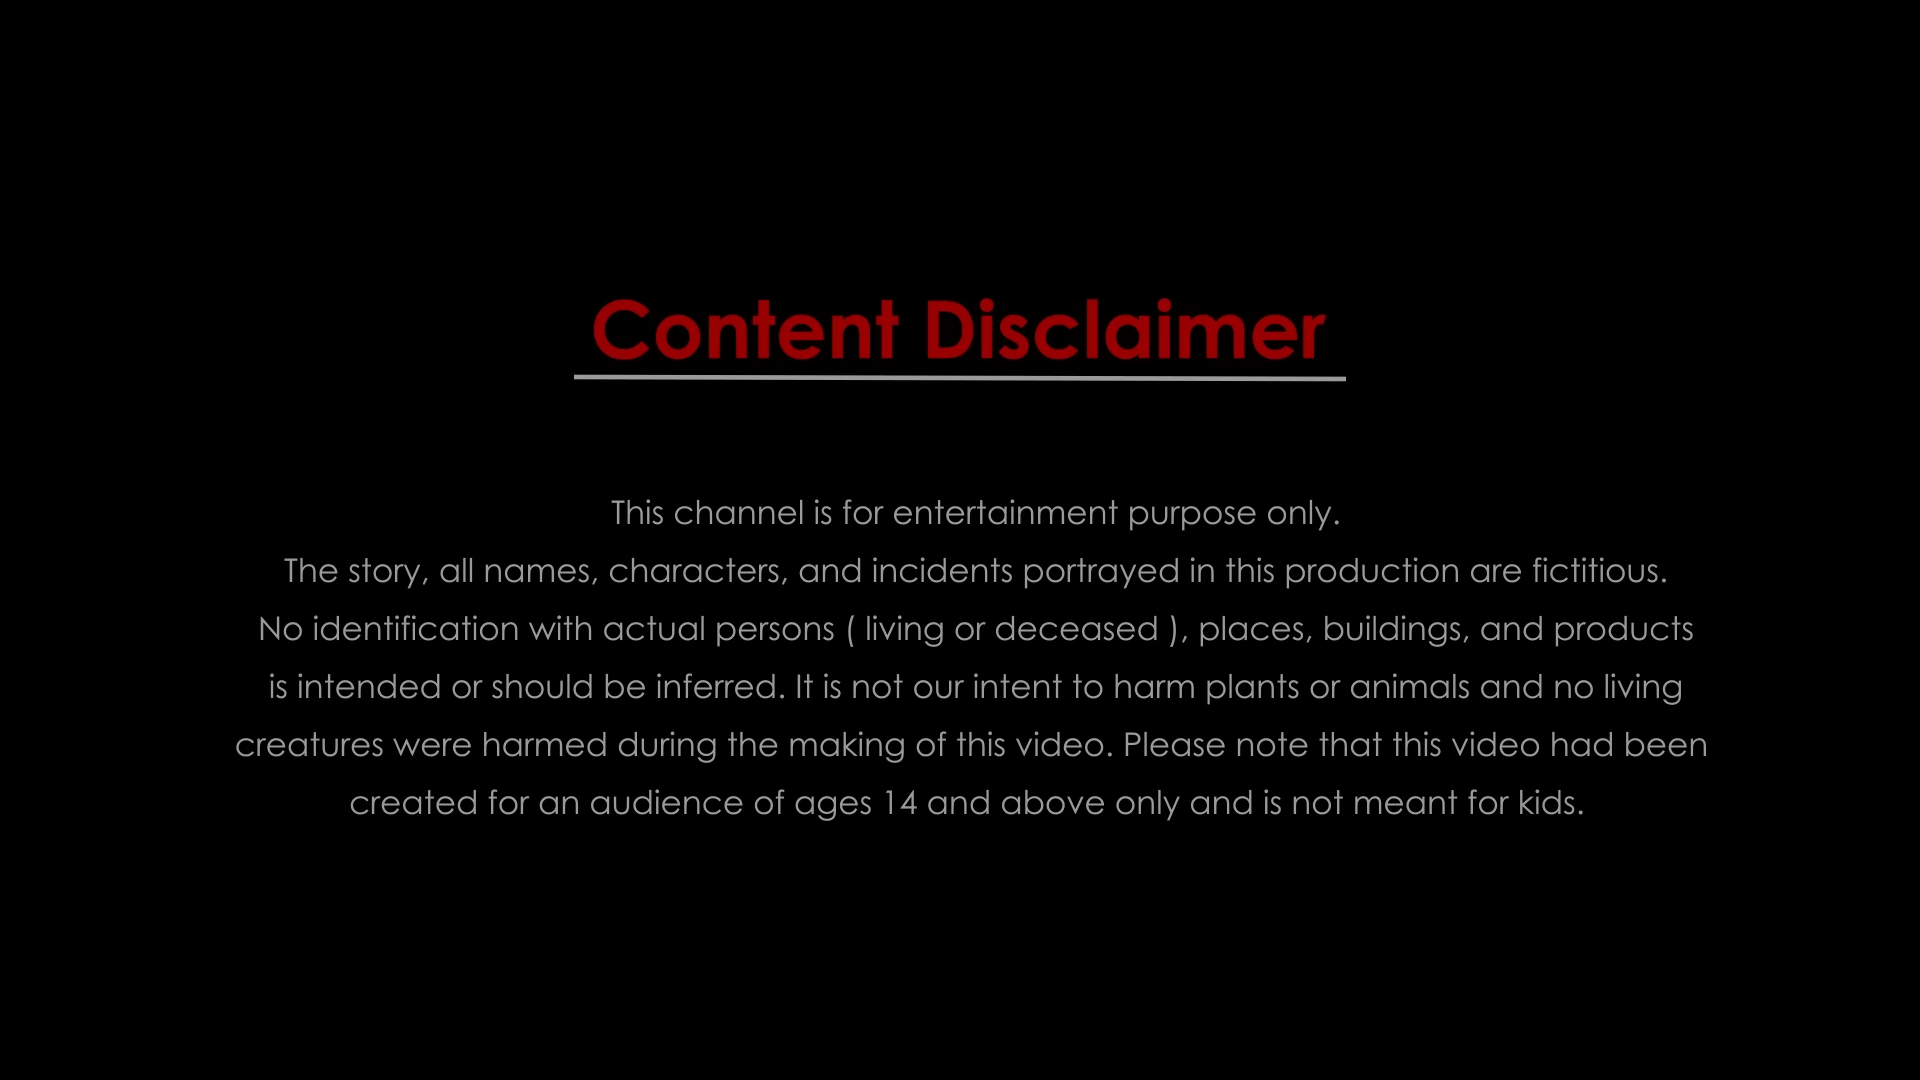 Content Disclaimer
This channel is for entertainment purpose only.
The story, all names, characters, and incidents portrayed in this production are fictitious.
No identification with actual persons ( living or deceased ), places, buildings, and products
is intended or should be inferred. It is not our intent to harm plants or animals and no living
creatures were harmed during the making of this video. Please note that this video had been
created for an audience of ages 14 and above only and is not meant for kids.